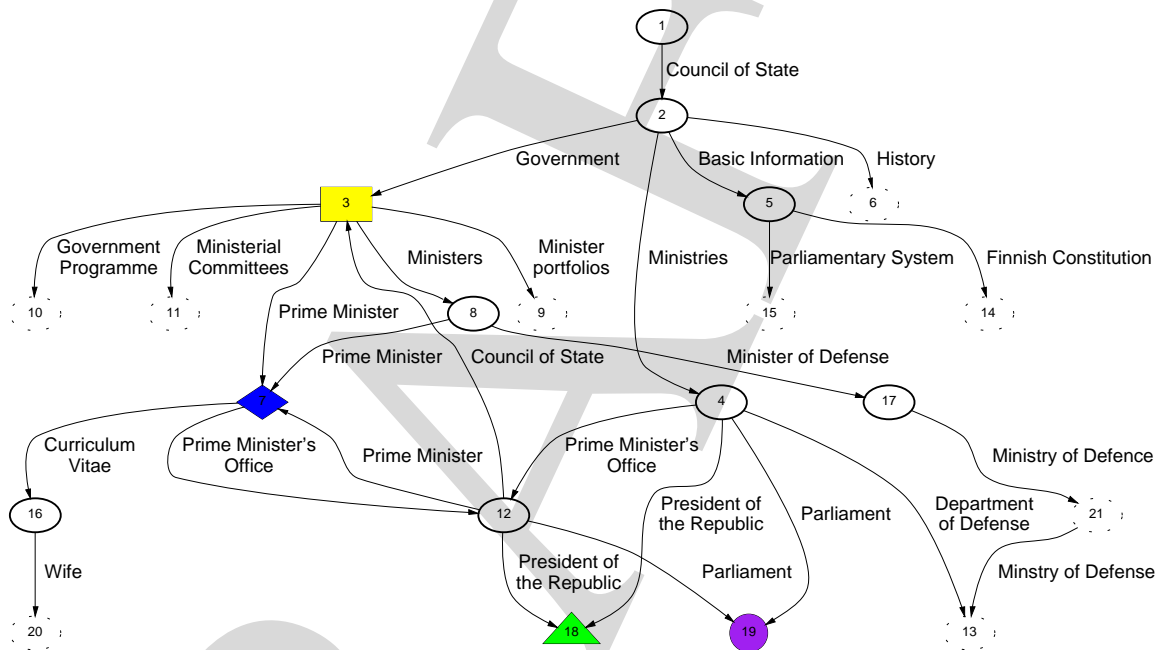 1
Council of State
2
Government
Basic Information
History
3
5
6
Government
Programme
Ministerial
Committees
Ministers
Minister
portfolios
Ministries
Parliamentary System
Finnish Constitution
10
11
Prime Minister
8
9
15
14
Prime Minister
Council of State
Minister of Defense
7
4
17
Curriculum
Vitae
Prime Minister's
Office
Prime Minister
Prime Minister's
Office
Ministry of Defence
16
12
President of
the Republic
Parliament
Department
of Defense
21
Wife
President of
the Republic
Parliament
Minstry of Defense
20
18
19
13